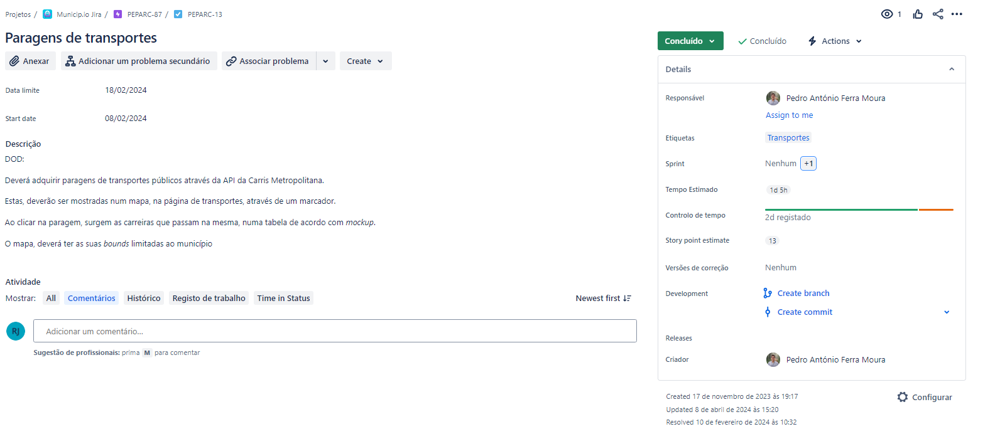 Projetos / Municip.io Jira / PEPARC-87 / PEPARC-13
1
Paragens de transportes
Anexar
Adicionar um problema secundário
Associar problema
Create
Data limite 18/02/2024
Start date 08/02/2024
Descrição
DOD:
Deverá adquirir paragens de transportes públicos através da API da Carris Metropolitana.
Estas, deverão ser mostradas num mapa, na página de transportes, através de um marcador.
Ao clicar na paragem, surgem as carreiras que passam na mesma, numa tabela de acordo com mockup.
O mapa, deverá ter as suas bounds limitadas ao município
Atividade
Mostrar: All Comentários Histórico Registo de trabalho Time in Status Newest first
RJ
Adicionar um comentário...
Sugestão de profissionais: prima M para comentar
Concluído Concluído Actions
Details
Responsável Pedro António Ferra Moura
Assign to me
Etiquetas Transportes
Sprint Nenhum +1
Tempo Estimado 1d 5h
Controlo de tempo 2d registado
Story point estimate 13
Versões de correção Nenhum
Development Create branch
Create commit
Releases
Criador Pedro António Ferra Moura
Created 17 de novembro de 2023 às 19:17
Configurar
Updated 8 de abril de 2024 às 15:20
Resolved 10 de fevereiro de 2024 às 10:32